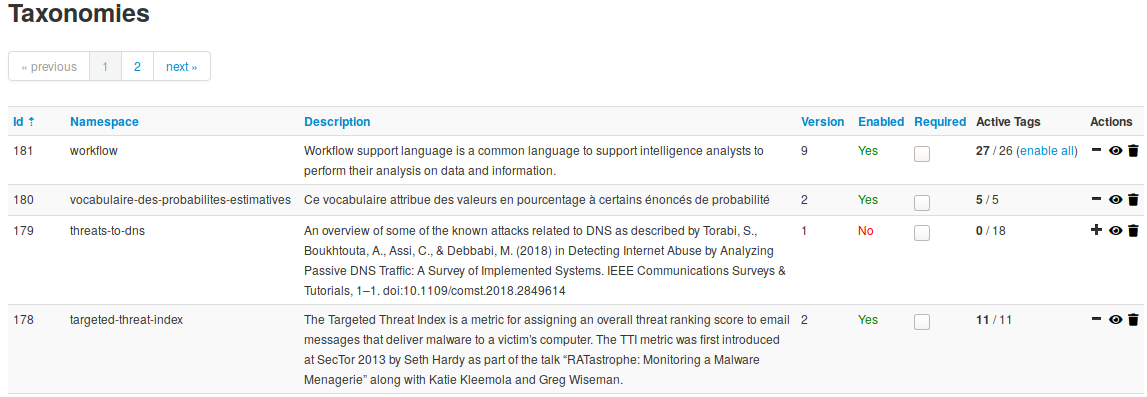 Taxonomies
« previous 1 2 next »
Id ⇡ Namespace Description Version Enabled Required Active Tags Actions
181 workflow Workflow support language is a common language to support intelligence analysts to 9 Yes 27 / 26 (enable all)
perform their analysis on data and information.
180 vocabulaire-des-probabilites-estimatives Ce vocabulaire attribue des valeurs en pourcentage à certains énoncés de probabilité 2 Yes 5 / 5
179 threats-to-dns An overview of some of the known attacks related to DNS as described by Torabi, S., 1 No 0 / 18
Boukhtouta, A., Assi, C., & Debbabi, M. (2018) in Detecting Internet Abuse by Analyzing
Passive DNS Traffic: A Survey of Implemented Systems. IEEE Communications Surveys &
Tutorials, 1–1. doi:10.1109/comst.2018.2849614
178 targeted-threat-index The Targeted Threat Index is a metric for assigning an overall threat ranking score to email 2 Yes 11 / 11
messages that deliver malware to a victim's computer. The TTI metric was first introduced
at SecTor 2013 by Seth Hardy as part of the talk “RATastrophe: Monitoring a Malware
Menagerie” along with Katie Kleemola and Greg Wiseman.